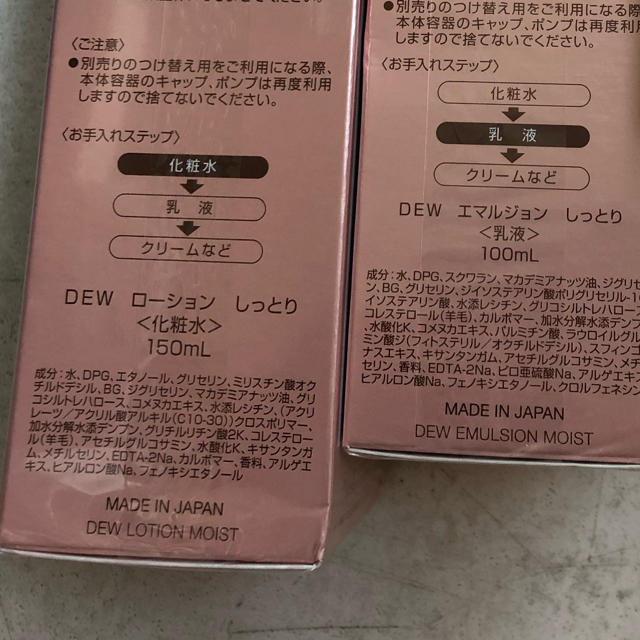 〈ご注意〉
●別売りのつけ替え用をご利用になる際、
本体容器のキャップ、ポンプは再度利用
しますので捨てないでください。
〈お手入れステップ〉
化粧水
乳 液
クリームなど
DEW ローション しっとり
<化粧水>
150mL
成分:水、DPG、エタノール、グリセリン、ミリスチン酸オク
チルドデシル、BG、ジグリセリン、マカデミアナッツ油、グリ
コシルトレハロース、コメヌカエキス、水添レシチン、(アクリ
レーツ/アクリル酸アルキル(C10-30))クロスポリマー、
加水分解水添デンプン、グリチルリチン酸2K、コレステロー
ル(羊毛)、アセチルグルコサミン、水酸化K、キサンタンガ
ム、メチルセリン、EDTA-2Na、カルボマー、香料、アルゲエ
キス、ヒアルロン酸Na、フェノキシエタノール
MADE IN JAPAN
DEW LOTION MOIST
●別売りのつけ替え用をご利用になる際
本体容器のキャップ、ポンプは再度利
しますので捨てないでください。
〈お手入れステップ〉
化粧水
乳 液
クリームなど
DEW エマルジョン しっとり
<乳液>
100mL
成分:水、DPG、スクワラン、マカデミアナッツ油、ジグリセリ
ン、BG、グリセリン、ジイソステアリン酸ポリグリセリル-10
イソステアリン酸、水添レシチン、グリコシルトレハロース
コレステロール(羊毛)、カルボマー、加水分解水添デンプン
、水酸化K、コメヌカエキス、パルミチン酸、ラウロイルグル
ミン酸ジ(フィトステリル/オクチルドデシル)、スフィンゴ
ナスエキス、キサンタンガム、アセチルグルコサミン、メチ
セリン、香料、EDTA-2Na、ピロ亜硫酸Na、アルゲエキス
ヒアルロン酸Na、フェノキシエタノール、クロルフェネシン
MADE IN JAPAN
DEW EMULSION MOIST